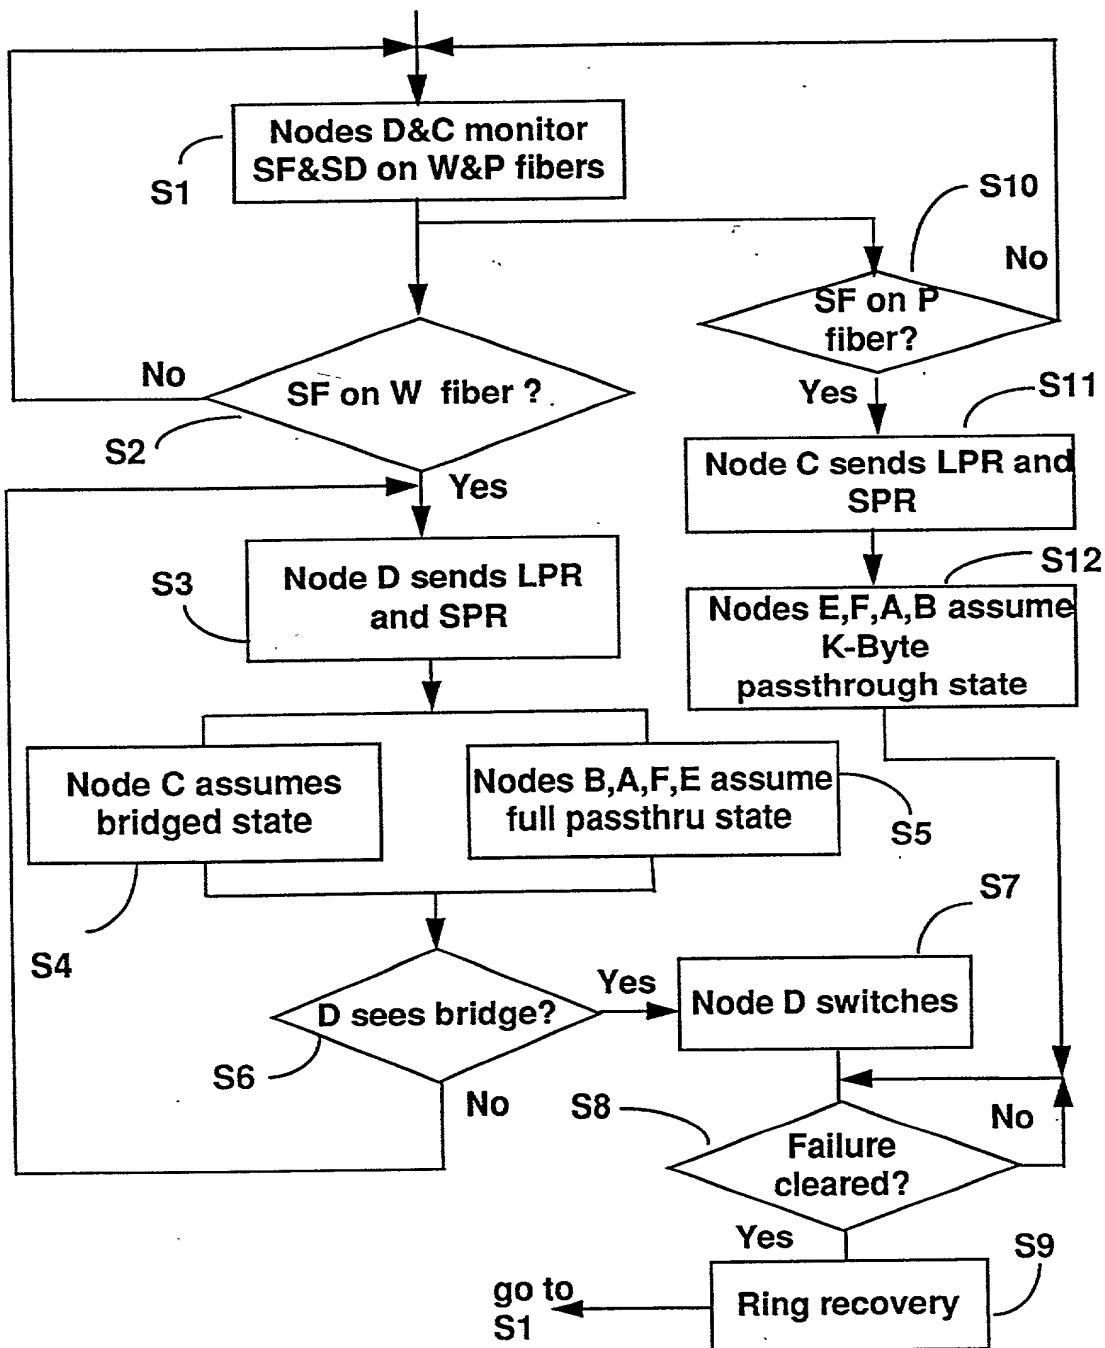 Nodes D&C monitor
SF&SD on W&P fibers
S1
S10
No
SF on P
fiber?
No
SF on W fiber ?
S2
Yes
S11
Yes
Node C sends LPR and
SPR
S12
Nodes E,F,A,B assume
K-Byte
passthrough state
S3
Node D sends LPR
and SPR
Node C assumes
bridged state
Nodes B,A,F,E assume
full passthru state
S5
S4
S7
D sees bridge?
Yes
Node D switches
S6
No
S8
No
Failure
cleared?
Yes
S9
go to
S1
Ring recovery